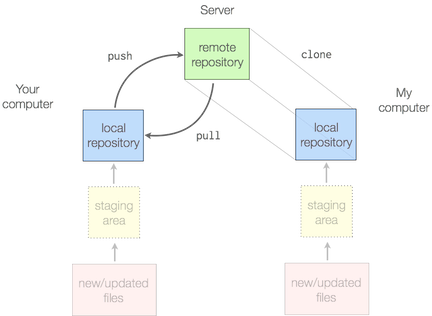 Server
remote
repository
push
clone
Your
computer
My
computer
local
repository
local
repository
pull
staging
area
staging
area
new/updated
files
new/updated
files